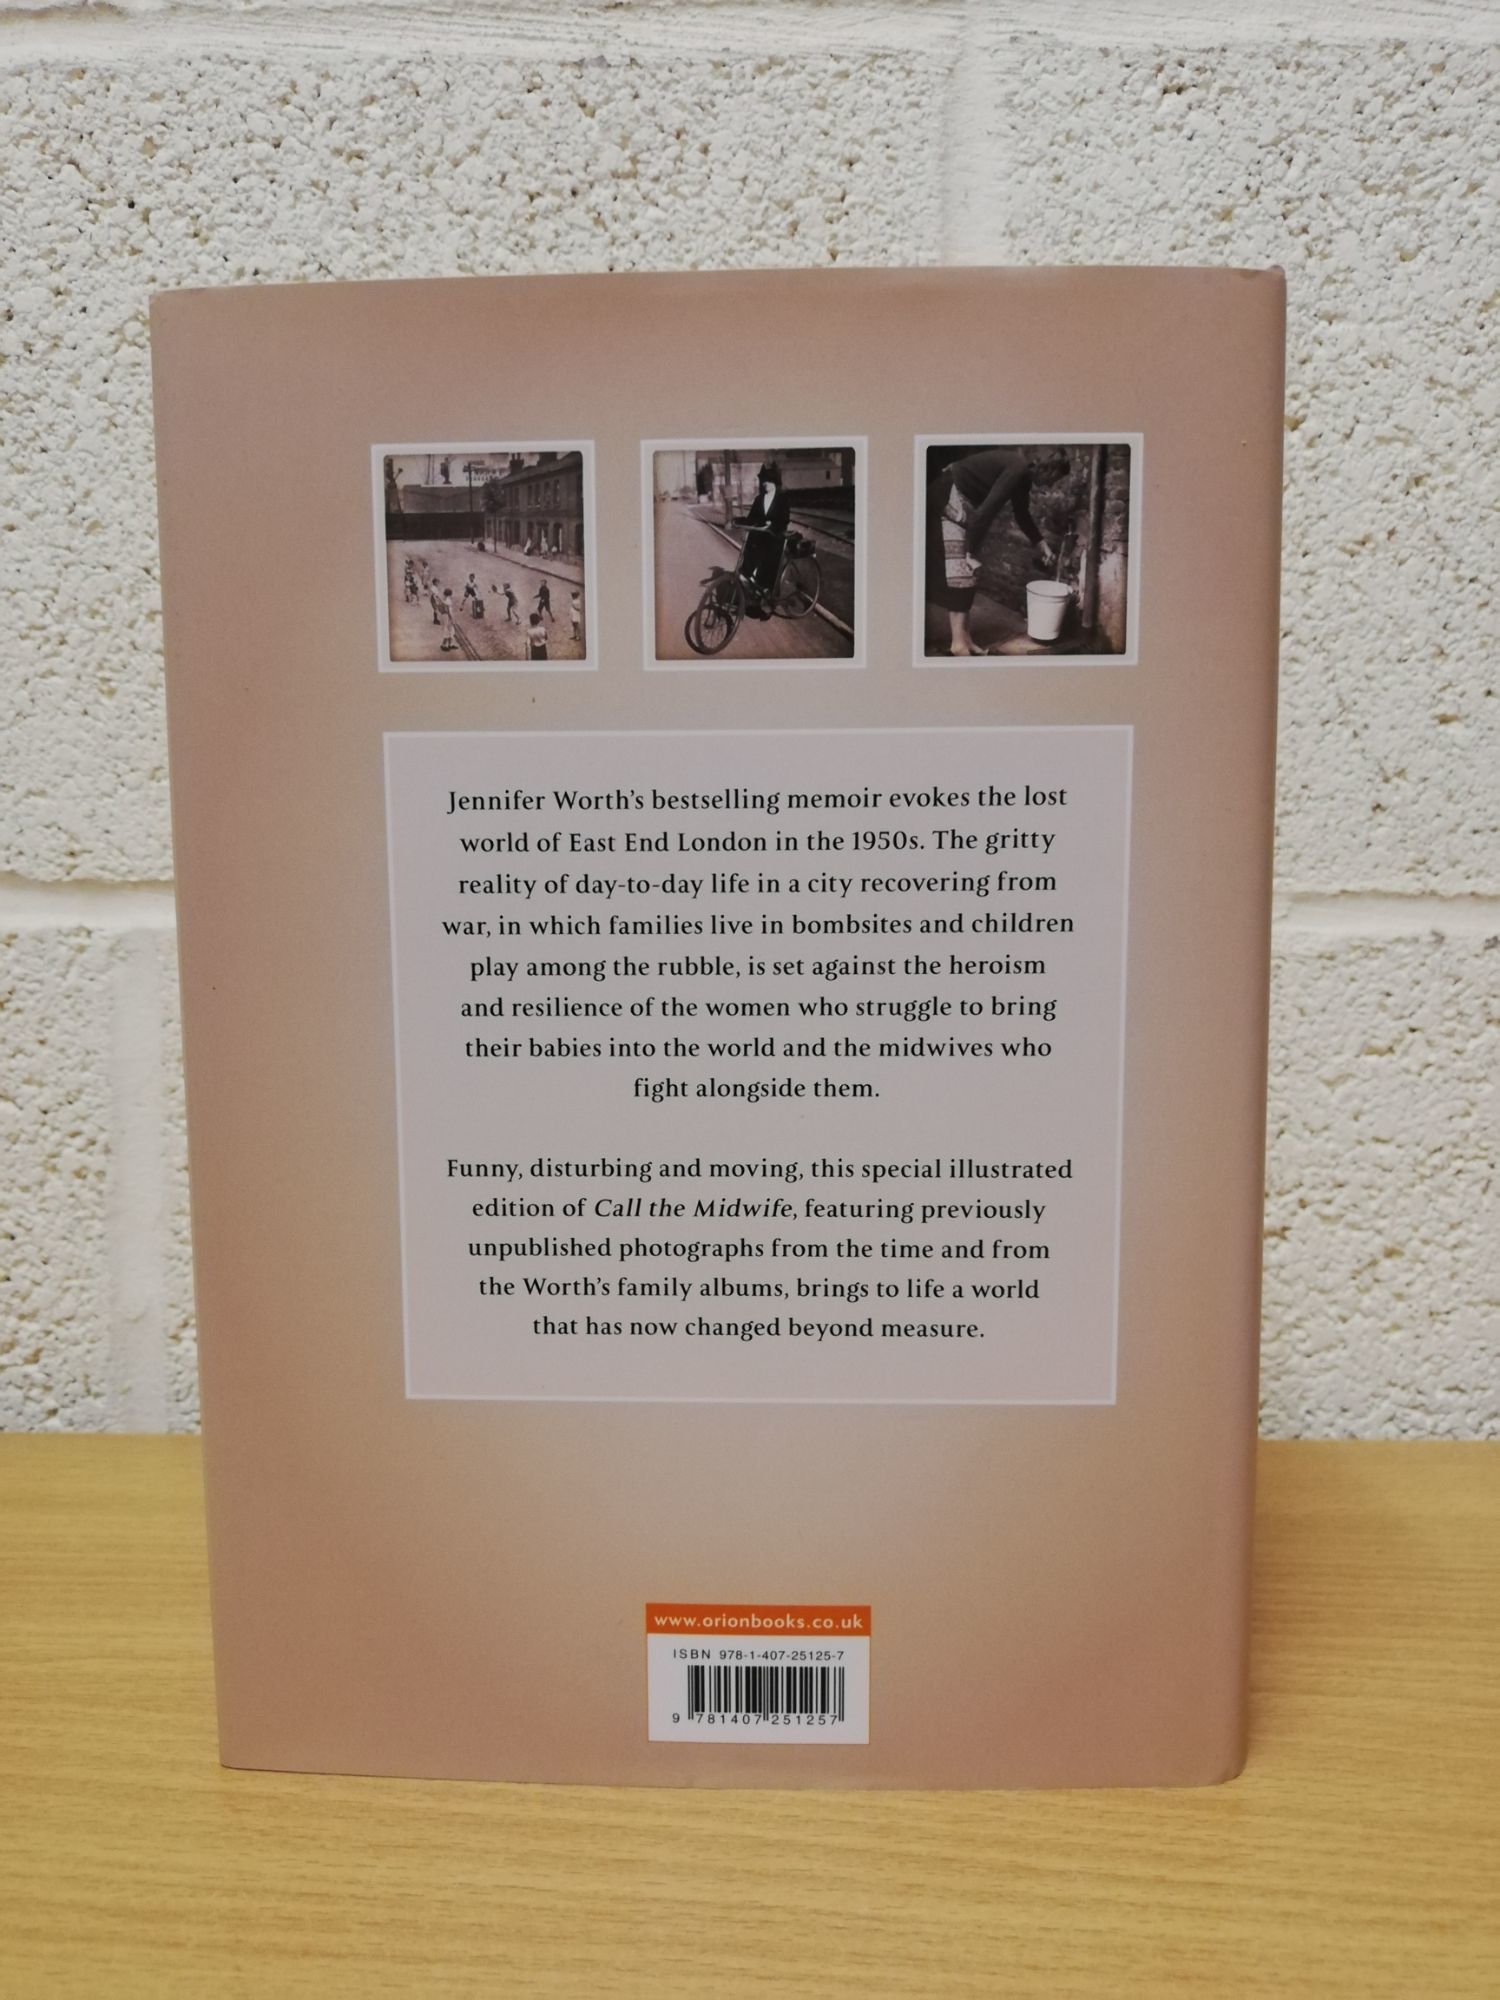 Jennifer Worth's bestselling memoir evokes the lost
world of East End London in the 1950s. The gritty
reality of day-to-day life in a city recovering from
war, in which families live in bombsites and children
play among the rubble, is set against the heroism
and resilience of the women who struggle to bring
their babies into the world and the midwives who
fight alongside them.
Funny, disturbing and moving, this special illustrated
edition of Call the Midwife, featuring previously
unpublished photographs from the time and from
the Worth's family albums, brings to life a world
that has now changed beyond measure.
www.orionbooks.co.uk
ISBN 978-1-407-25125-7
9 781407 251257